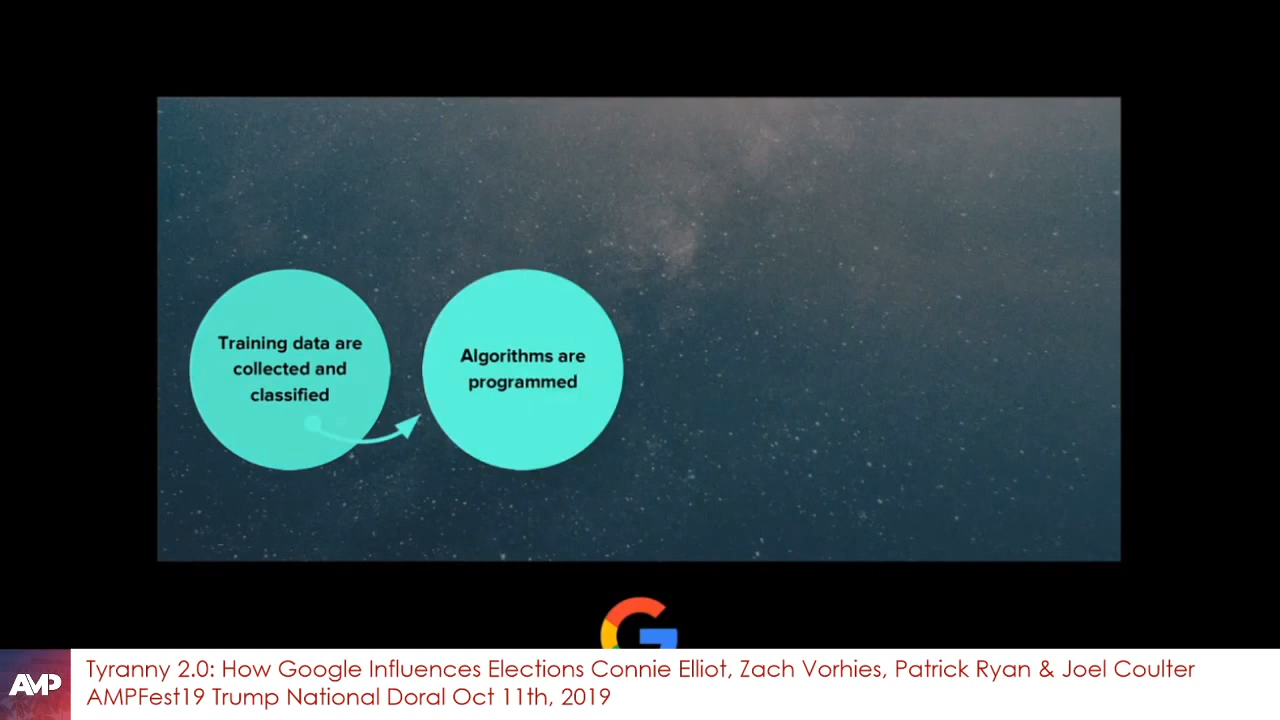 Training data are
collected and
classified
Algorithms are
programmed
AMP
Tyranny 2.0: How Google Influences Elections Connie Elliot, Zach Vorhies, Patrick Ryan & Joel Coulter
AMPFest19 Trump National Doral Oct 11th, 2019